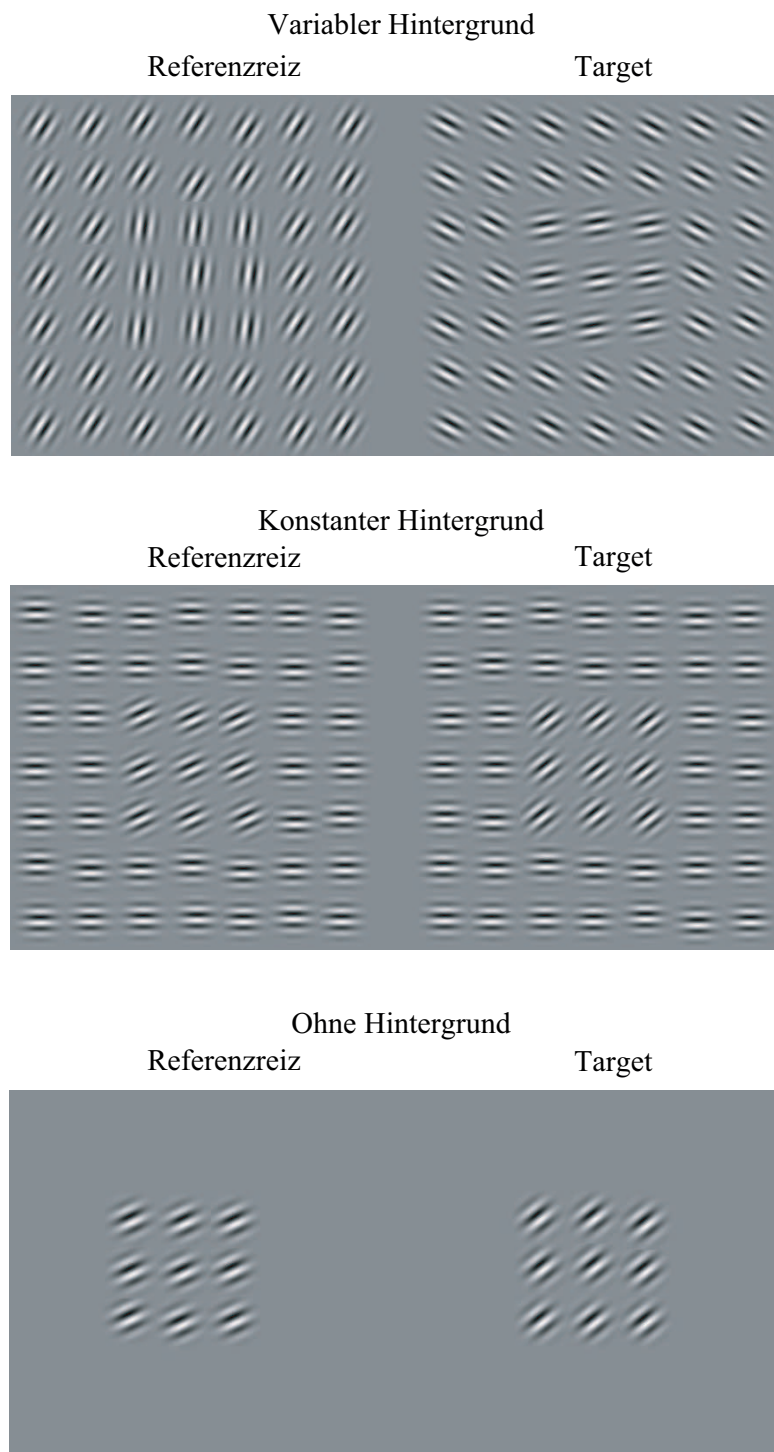 Variabler Hintergrund
Referenzreiz Target
Konstanter Hintergrund
Referenzreiz Target
Ohne Hintergrund
Referenzreiz Target